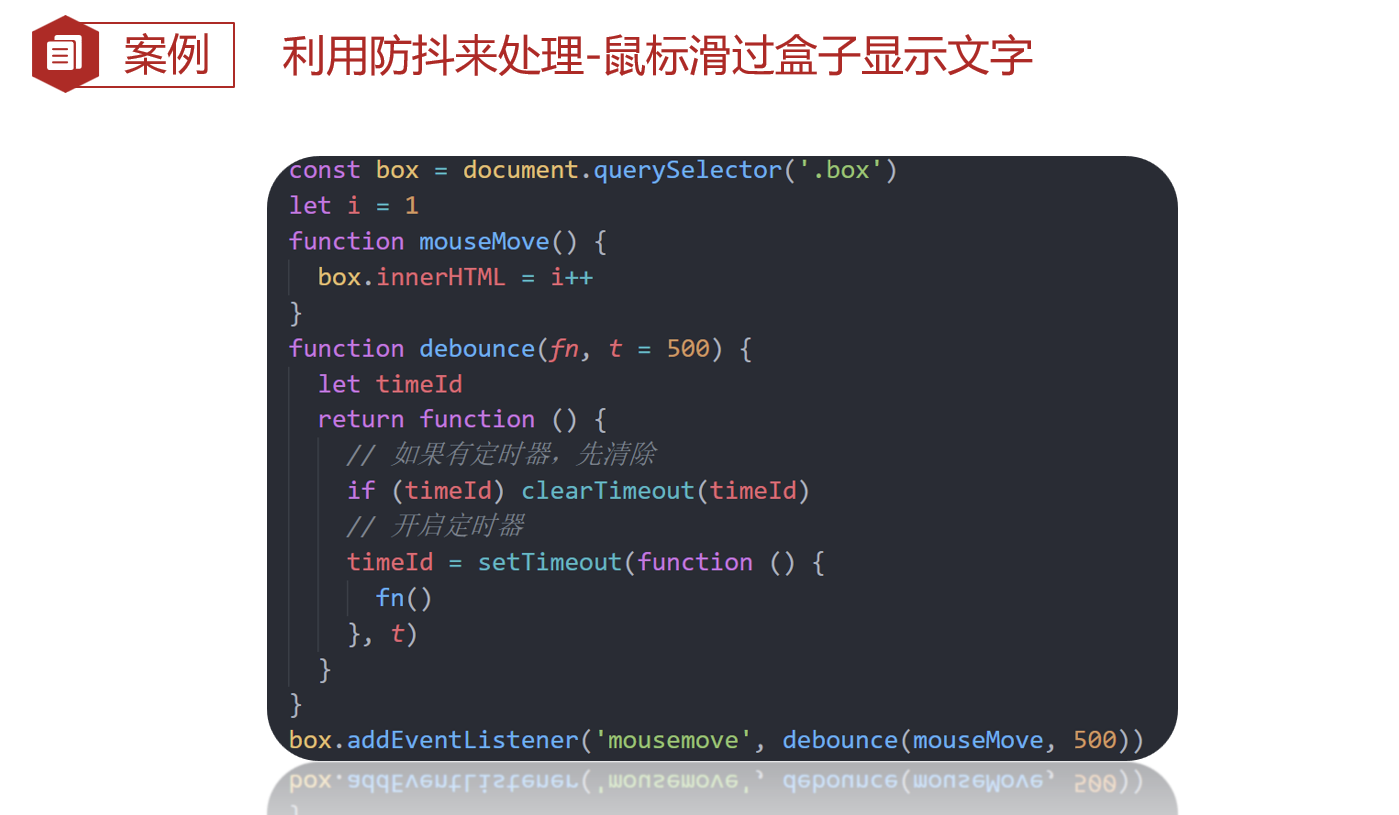 案例
利用防抖来处理-鼠标滑过盒子显示文字
const box = document.querySelector('.box')
let i = 1
function mouseMove() {
  box.innerHTML = i++
}
function debounce(fn, t = 500) {
  let timeId
  return function () {
    // 如果有定时器，先清除
    if (timeId) clearTimeout(timeId)
    // 开启定时器
    timeId = setTimeout(function () {
      fn()
    }, t)
  }
}
box.addEventListener('mousemove', debounce(mouseMove, 500))